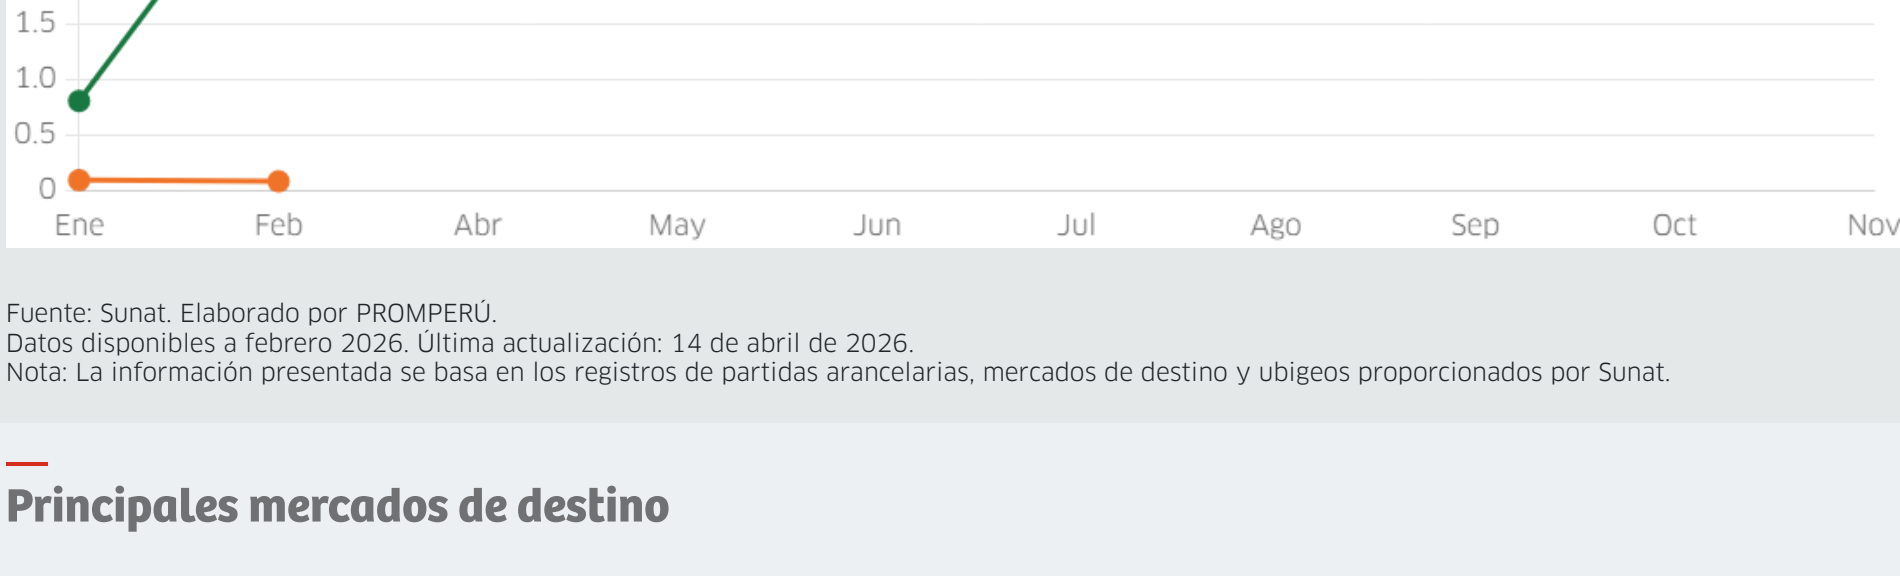 1.5
1.0
0.5
0
Ene Feb Abr May Jun Jul Ago Sep Oct Nov
Fuente: Sunat. Elaborado por PROMPERÚ.
Datos disponibles a febrero 2026. Última actualización: 14 de abril de 2026.
Nota: La información presentada se basa en los registros de partidas arancelarias, mercados de destino y ubigeos proporcionados por Sunat.
Principales mercados de destino